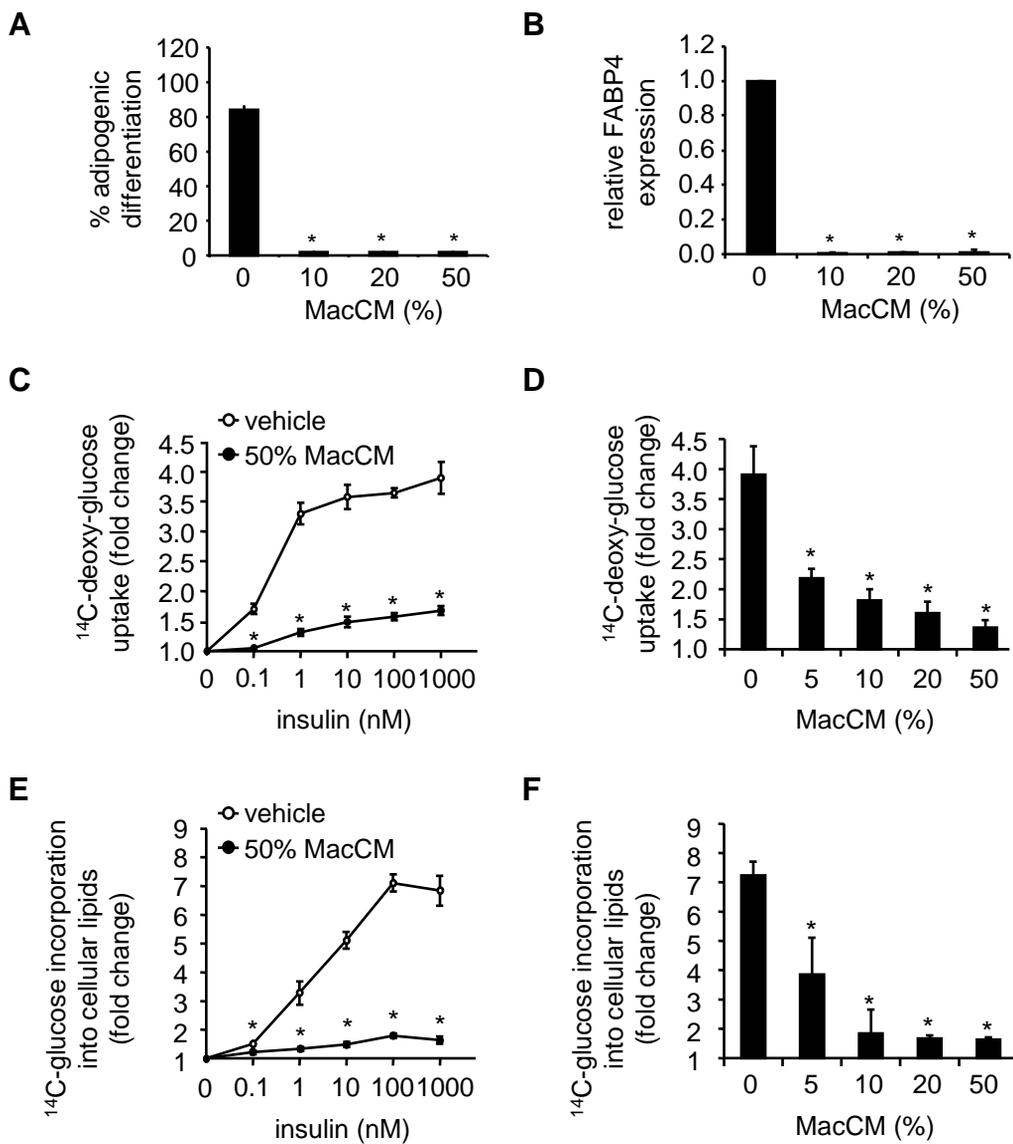 A
120
100
80
60
40
20
0
% adipogenic
differentiation
* * *
0 10 20 50
MacCM (%)
B
1.2
1.0
0.8
0.6
0.4
0.2
0.0
relative FABP4
expression
* * *
0 10 20 50
MacCM (%)
C
vehicle
50% MacCM
4.5
4.0
3.5
3.0
2.5
2.0
1.5
1.0
¹⁴C-deoxy-glucose
uptake (fold change)
* * * * *
0 0.1 1 10 100 1000
insulin (nM)
D
4.5
4.0
3.5
3.0
2.5
2.0
1.5
1.0
¹⁴C-deoxy-glucose
uptake (fold change)
* * * *
0 5 10 20 50
MacCM (%)
E
vehicle
50% MacCM
9
8
7
6
5
4
3
2
1
¹⁴C-glucose incorporation
into cellular lipids
(fold change)
* * * * *
0 0.1 1 10 100 1000
insulin (nM)
F
9
8
7
6
5
4
3
2
1
¹⁴C-glucose incorporation
into cellular lipids
(fold change)
* * * *
0 5 10 20 50
MacCM (%)